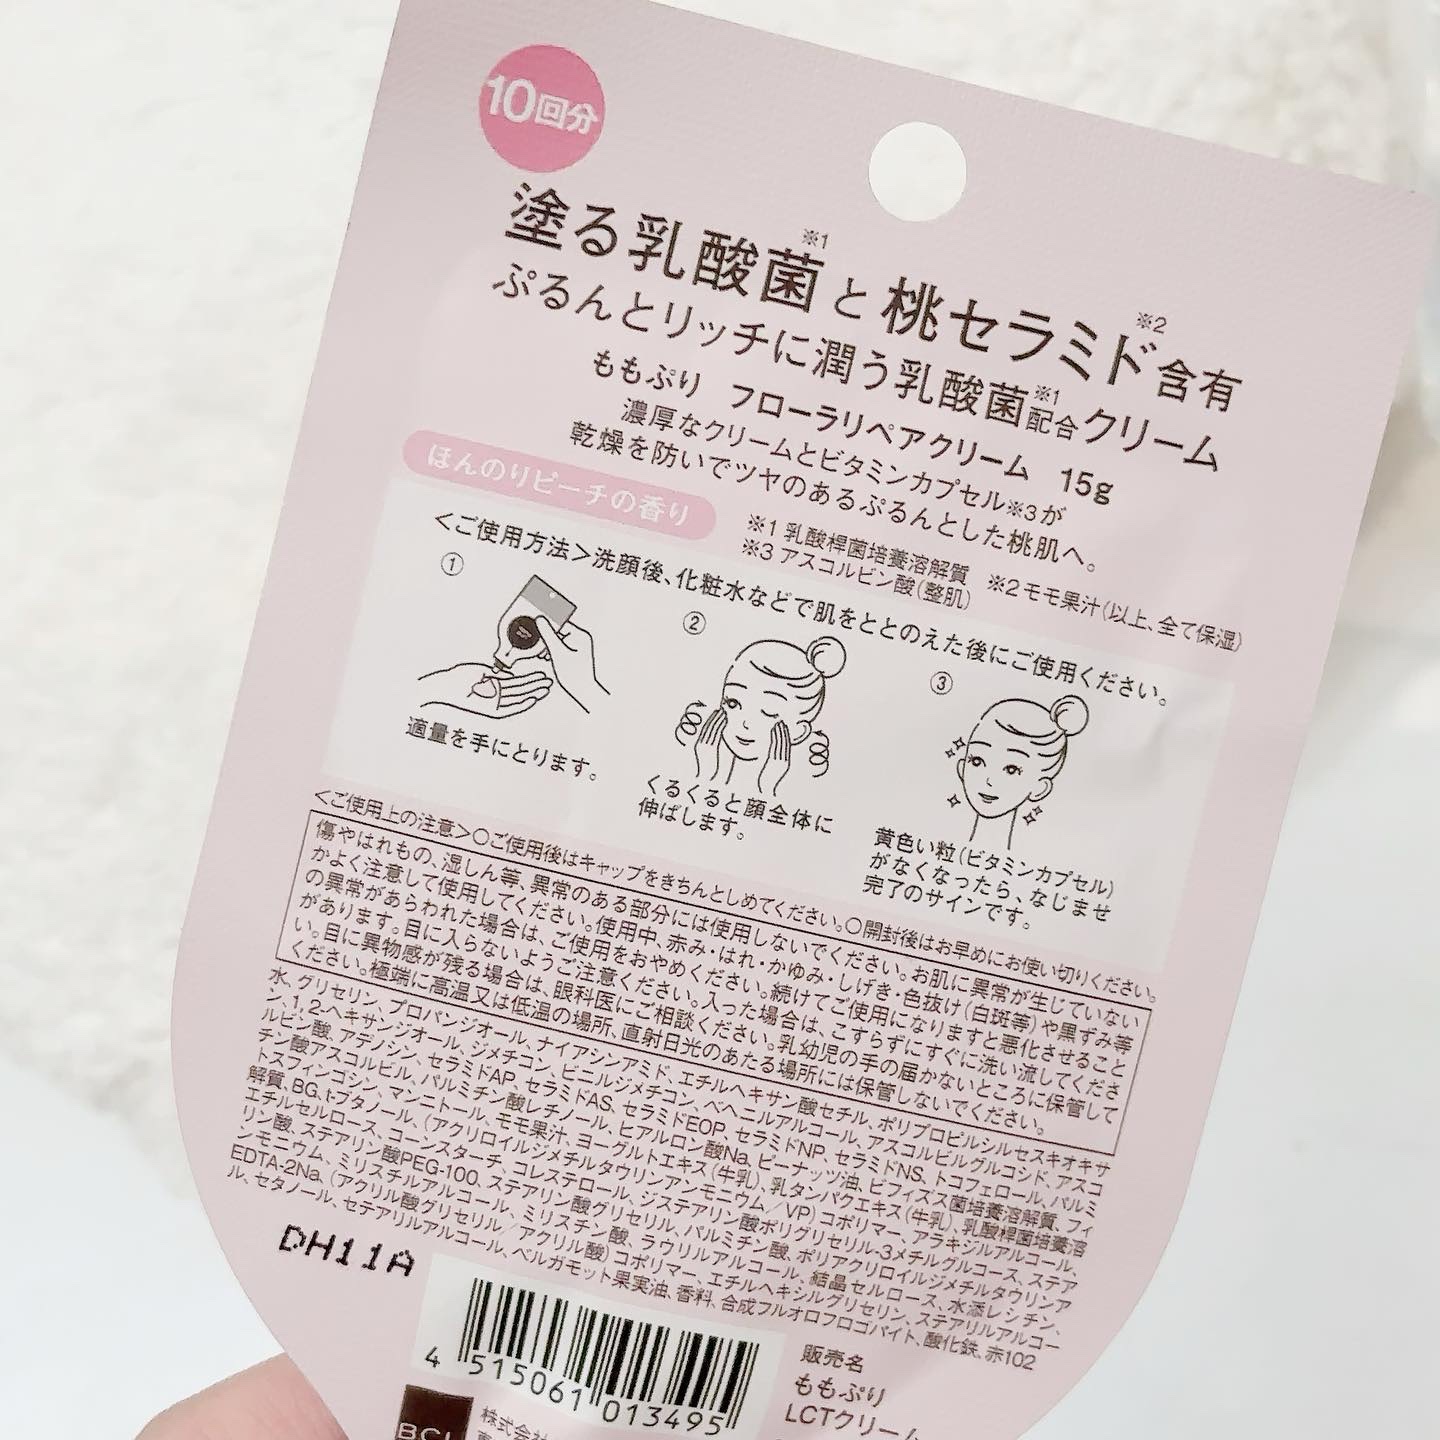 10回分
塗る乳酸菌※1と桃セラミド※2含有
ぷるんとリッチに潤う乳酸菌※1配合クリーム
ももぷり フローラリペアクリーム 15g
濃厚なクリームとビタミンカプセル※3が
乾燥を防いでツヤのあるぷるんとした桃肌へ。
ほんのりピーチの香り
※1 乳酸桿菌培養溶解質 ※2 モモ果汁(以上、全て保湿)
※3 アスコルビン酸(整肌)
<ご使用方法>洗顔後、化粧水などで肌をととのえた後にご使用ください。
①
適量を手にとります。
②
くるくると顔全体に
伸ばします。
③
黄色い粒(ビタミンカプセル)
がなくなったら、なじませ
完了のサインです。
<ご使用上の注意>○ご使用後はキャップをきちんとしめてください。○開封後はお早めにお使い切りください。
傷やはれもの、湿しん等、異常のある部分には使用しないでください。お肌に異常が生じていない
かよく注意して使用してください。使用中、赤み・はれ・かゆみ・しげき・色抜け(白斑等)や黒ずみ等
の異常があらわれた場合は、ご使用をおやめください。続けてご使用になりますと悪化させること
があります。目に入らないようご注意ください。入った場合は、こすらずにすぐに洗い流してくださ
い。目に異物感が残る場合は、眼科医にご相談ください。乳幼児の手の届かないところに保管して
ください。極端に高温又は低温の場所、直射日光のあたる場所には保管しないでください。
水、グリセリン、プロパンジオール、ナイアシンアミド、エチルヘキサン酸セチル、ポリプロピルシルセスキオキサ
ン、1,2-ヘキサンジオール、ジメチコン、ビニルジメチコン、ベヘニルアルコール、アスコルビルグルコシド、アスコ
ルビン酸、アデノシン、セラミドAP、セラミドAS、セラミドEOP、セラミドNP、セラミドNS、トコフェロール、パルミ
チン酸アスコルビル、パルミチン酸レチノール、ヒアルロン酸Na、ピーナッツ油、ビフィズス菌培養溶解質、フィ
トスフィンゴシン、マンニトール、モモ果汁、ヨーグルトエキス(牛乳)、乳タンパクエキス(牛乳)、乳酸桿菌培養溶
解質、BG、t-ブタノール、(アクリロイルジメチルタウリンアンモニウム/VP)コポリマー、アラキジルアルコール、
エチルセルロース、コーンスターチ、コレステロール、ジステアリン酸ポリグリセリル-3メチルグルコース、ステア
リン酸、ステアリン酸PEG-100、ステアリン酸グリセリル、パルミチン酸、ポリアクリロイルジメチルタウリンア
ンモニウム、ミリスチルアルコール、ミリスチン酸、ラウリルアルコール、結晶セルロース、水添レシチン、
EDTA-2Na、(アクリル酸グリセリル/アクリル酸)コポリマー、エチルヘキシルグリセリン、ステアリルアルコー
ル、セタノール、セテアリルアルコール、ベルガモット果実油、香料、合成フルオロフロゴパイト、酸化鉄、赤102
DH11A
4 515061 013495
販売名
ももぷり
LCTクリーム
BCL
株式会社